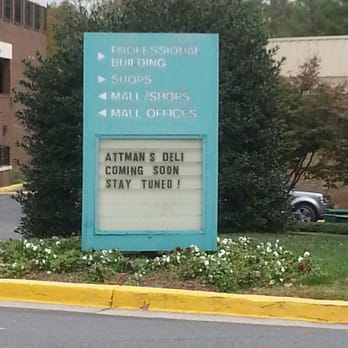 ▶ PROFESSIONAL
BUILDING
▶ SHOPS
◀ MALL/SHOPS
◀ MALL OFFICES
ATTMAN S DELI
COMING SOON
STAY TUNED!